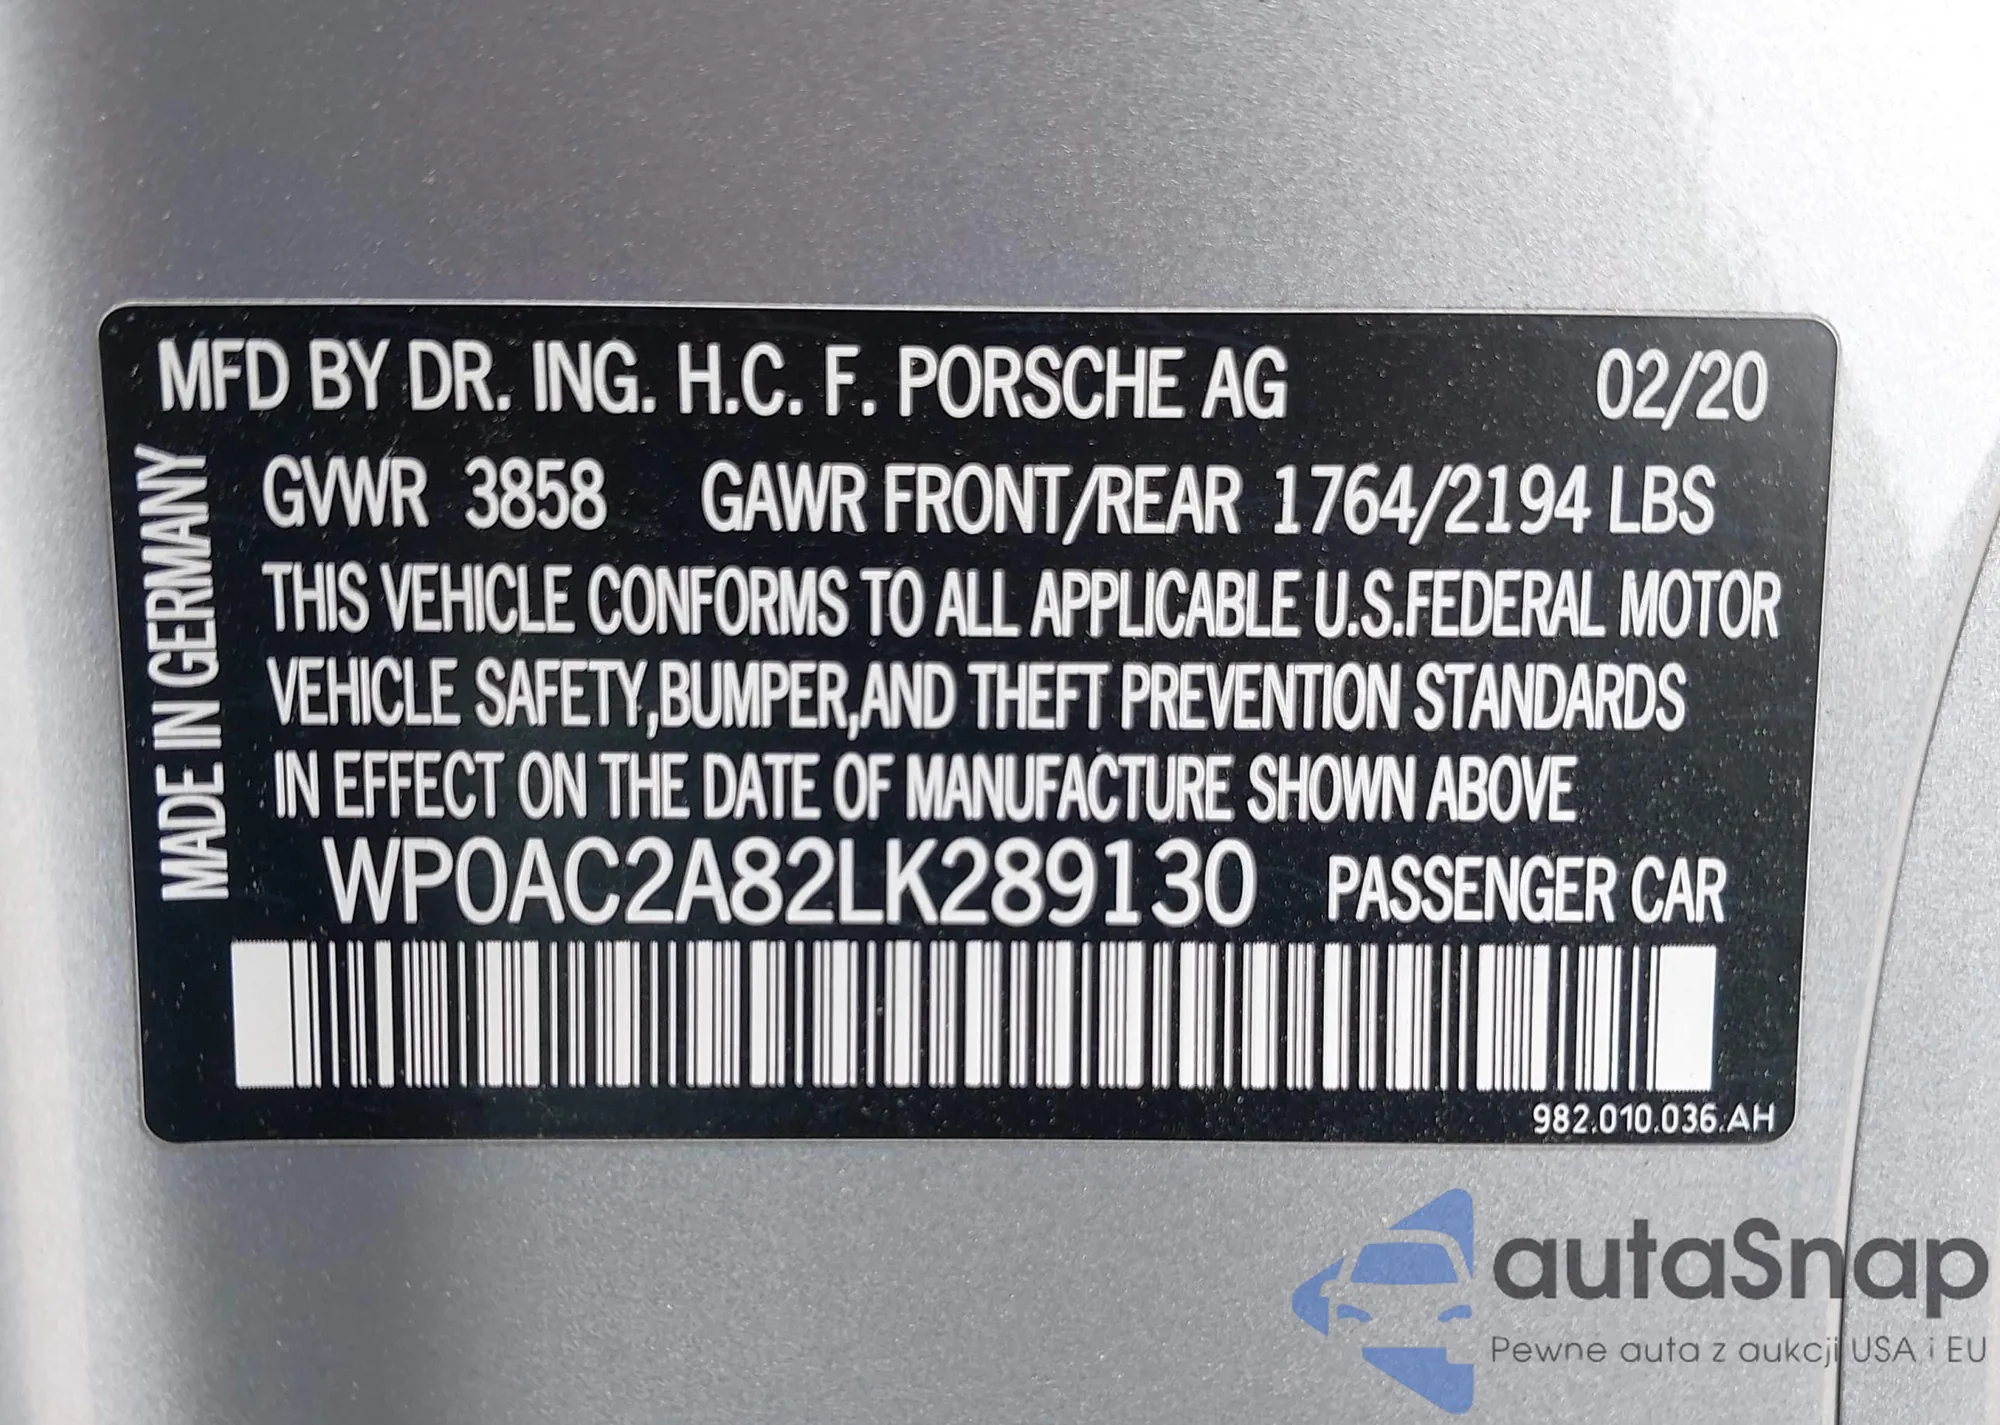 MFD BY DR. ING. H.C. F. PORSCHE AG 02/20
GVWR 3858 GAWR FRONT/REAR 1764/2194 LBS
THIS VEHICLE CONFORMS TO ALL APPLICABLE U.S.FEDERAL MOTOR
VEHICLE SAFETY,BUMPER,AND THEFT PREVENTION STANDARDS
IN EFFECT ON THE DATE OF MANUFACTURE SHOWN ABOVE
WP0AC2A82LK289130 PASSENGER CAR
MADE IN GERMANY
982.010.036.AH
autaSnap
Pewne auta z aukcji USA i EU